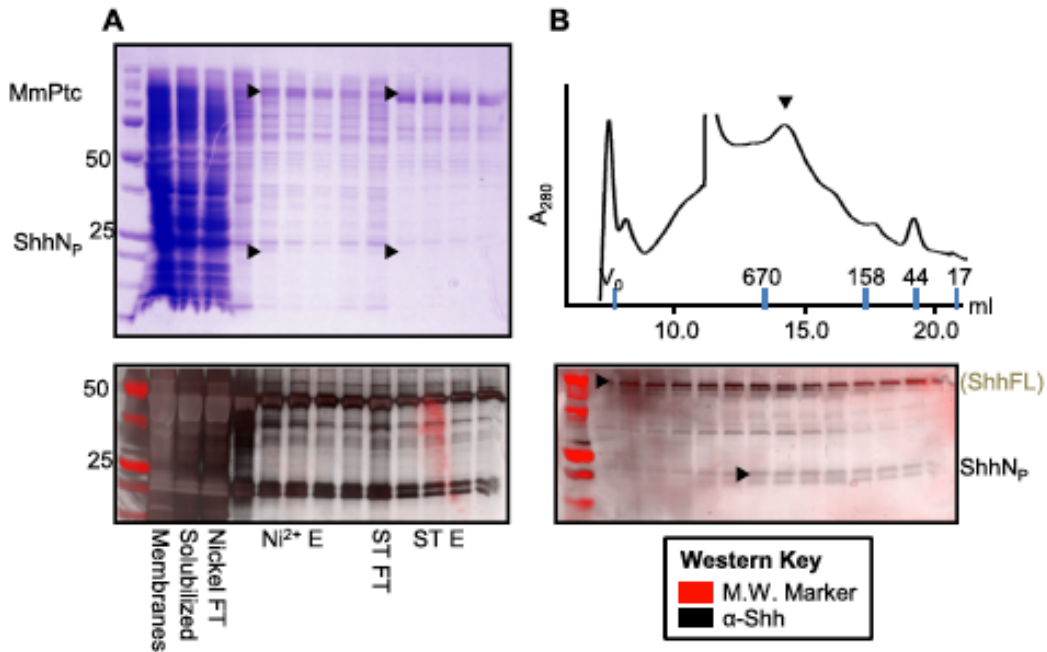 A
MmPtc
50
25
ShhNP
50
25
Membranes
Solubilized
Nickel FT
Ni2+ E
ST FT
ST E
B
A280
V0
670
158
44
17
ml
10.0
15.0
20.0
(ShhFL)
ShhNP
Western Key
M.W. Marker
α-Shh